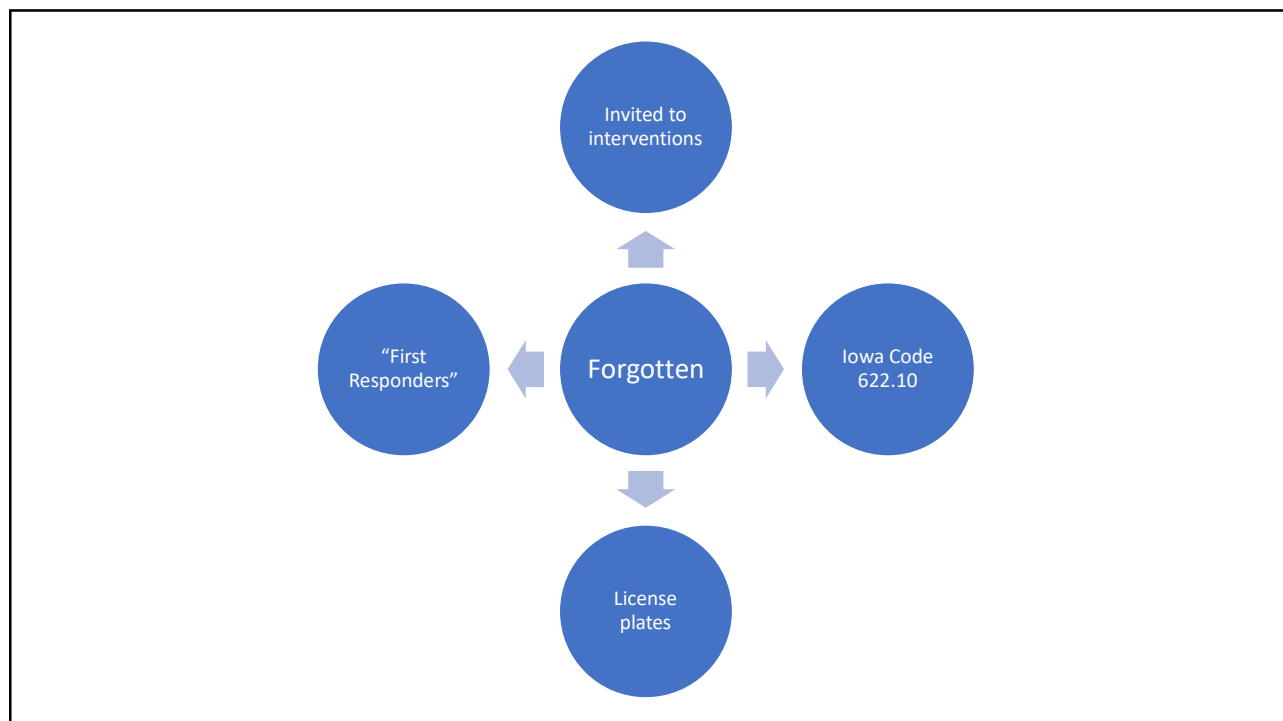 Invited to
interventions
“First
Responders”
Forgotten
Iowa Code
622.10
License
plates